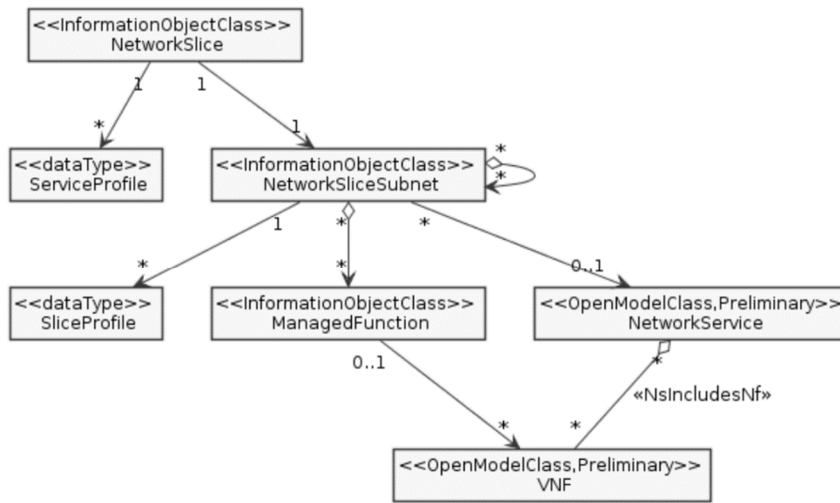 <<InformationObjectClass>>
NetworkSlice
1
1
*
1
<<dataType>>
ServiceProfile
<<InformationObjectClass>>
NetworkSliceSubnet
*
*
1
*
*
*
*
0..1
<<dataType>>
SliceProfile
<<InformationObjectClass>>
ManagedFunction
<<OpenModelClass,Preliminary>>
NetworkService
0..1
*
«NsIncludesNf»
*
*
<<OpenModelClass,Preliminary>>
VNF